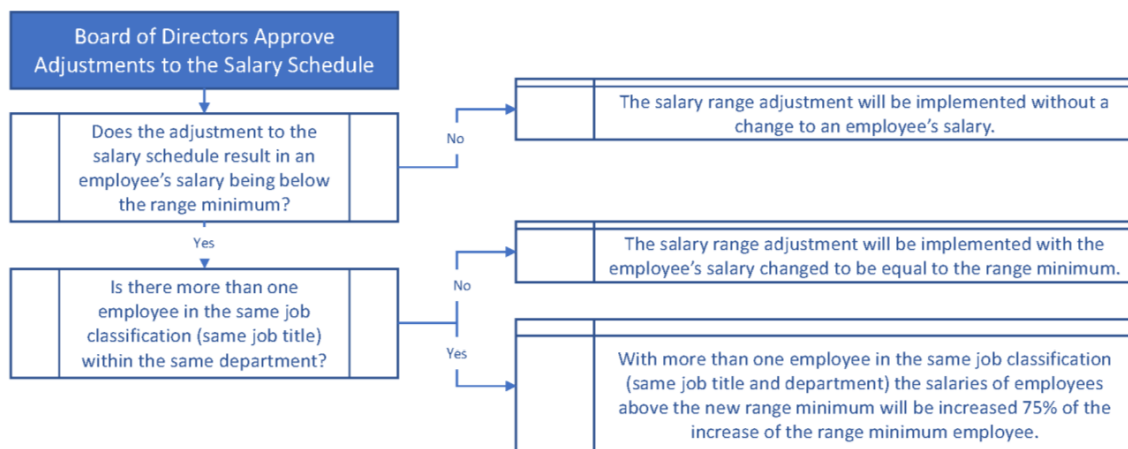 Board of Directors Approve
Adjustments to the Salary Schedule
Does the adjustment to the
salary schedule result in an
employee’s salary being below
the range minimum?
No
The salary range adjustment will be implemented without a
change to an employee’s salary.
Yes
Is there more than one
employee in the same job
classification (same job title)
within the same department?
No
The salary range adjustment will be implemented with the
employee’s salary changed to be equal to the range minimum.
Yes
With more than one employee in the same job classification
(same job title and department) the salaries of employees
above the new range minimum will be increased 75% of the
increase of the range minimum employee.